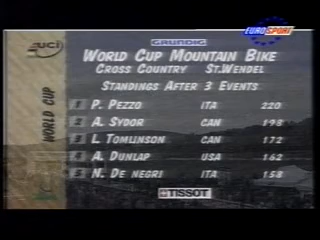 UCI
GRUNDIG
EUROSPORT
WORLD CUP MOUNTAIN BIKE
CROSS COUNTRY ST.WENDEL
STANDINGS AFTER 3 EVENTS
WORLD CUP
1 P. PEZZO ITA 220
2 A. SYDOR CAN 198
3 L. TOMLINSON CAN 172
4 A. DUNLAP USA 162
5 N. DE NEGRI ITA 158
TISSOT